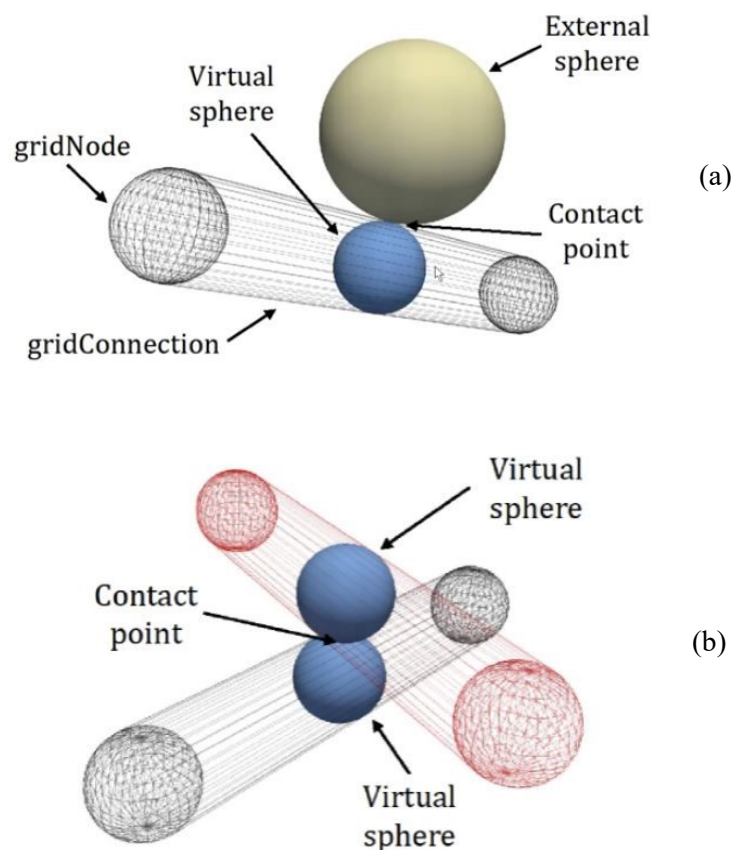 External
sphere
Virtual
sphere
gridNode
(a)
Contact
point
gridConnection
Virtual
sphere
Contact
point
(b)
Virtual
sphere